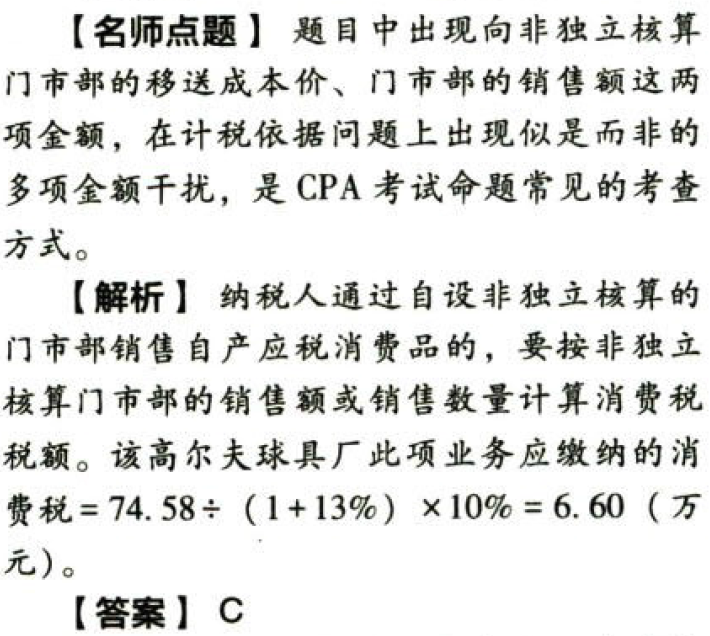 【名师点题】 题目中出现向非独立核算
门市部的移送成本价、门市部的销售额这两
项金额，在计税依据问题上出现似是而非的
多项金额干扰，是 CPA 考试命题常见的考查
方式。
【解析】 纳税人通过自设非独立核算的
门市部销售自产应税消费品的，要按非独立
核算门市部的销售额或销售数量计算消费税
税额。该高尔夫球具厂此项业务应缴纳的消
费税 = 74. 58÷ （1+13%） ×10% = 6. 60 （万
元）。
【答案】 C